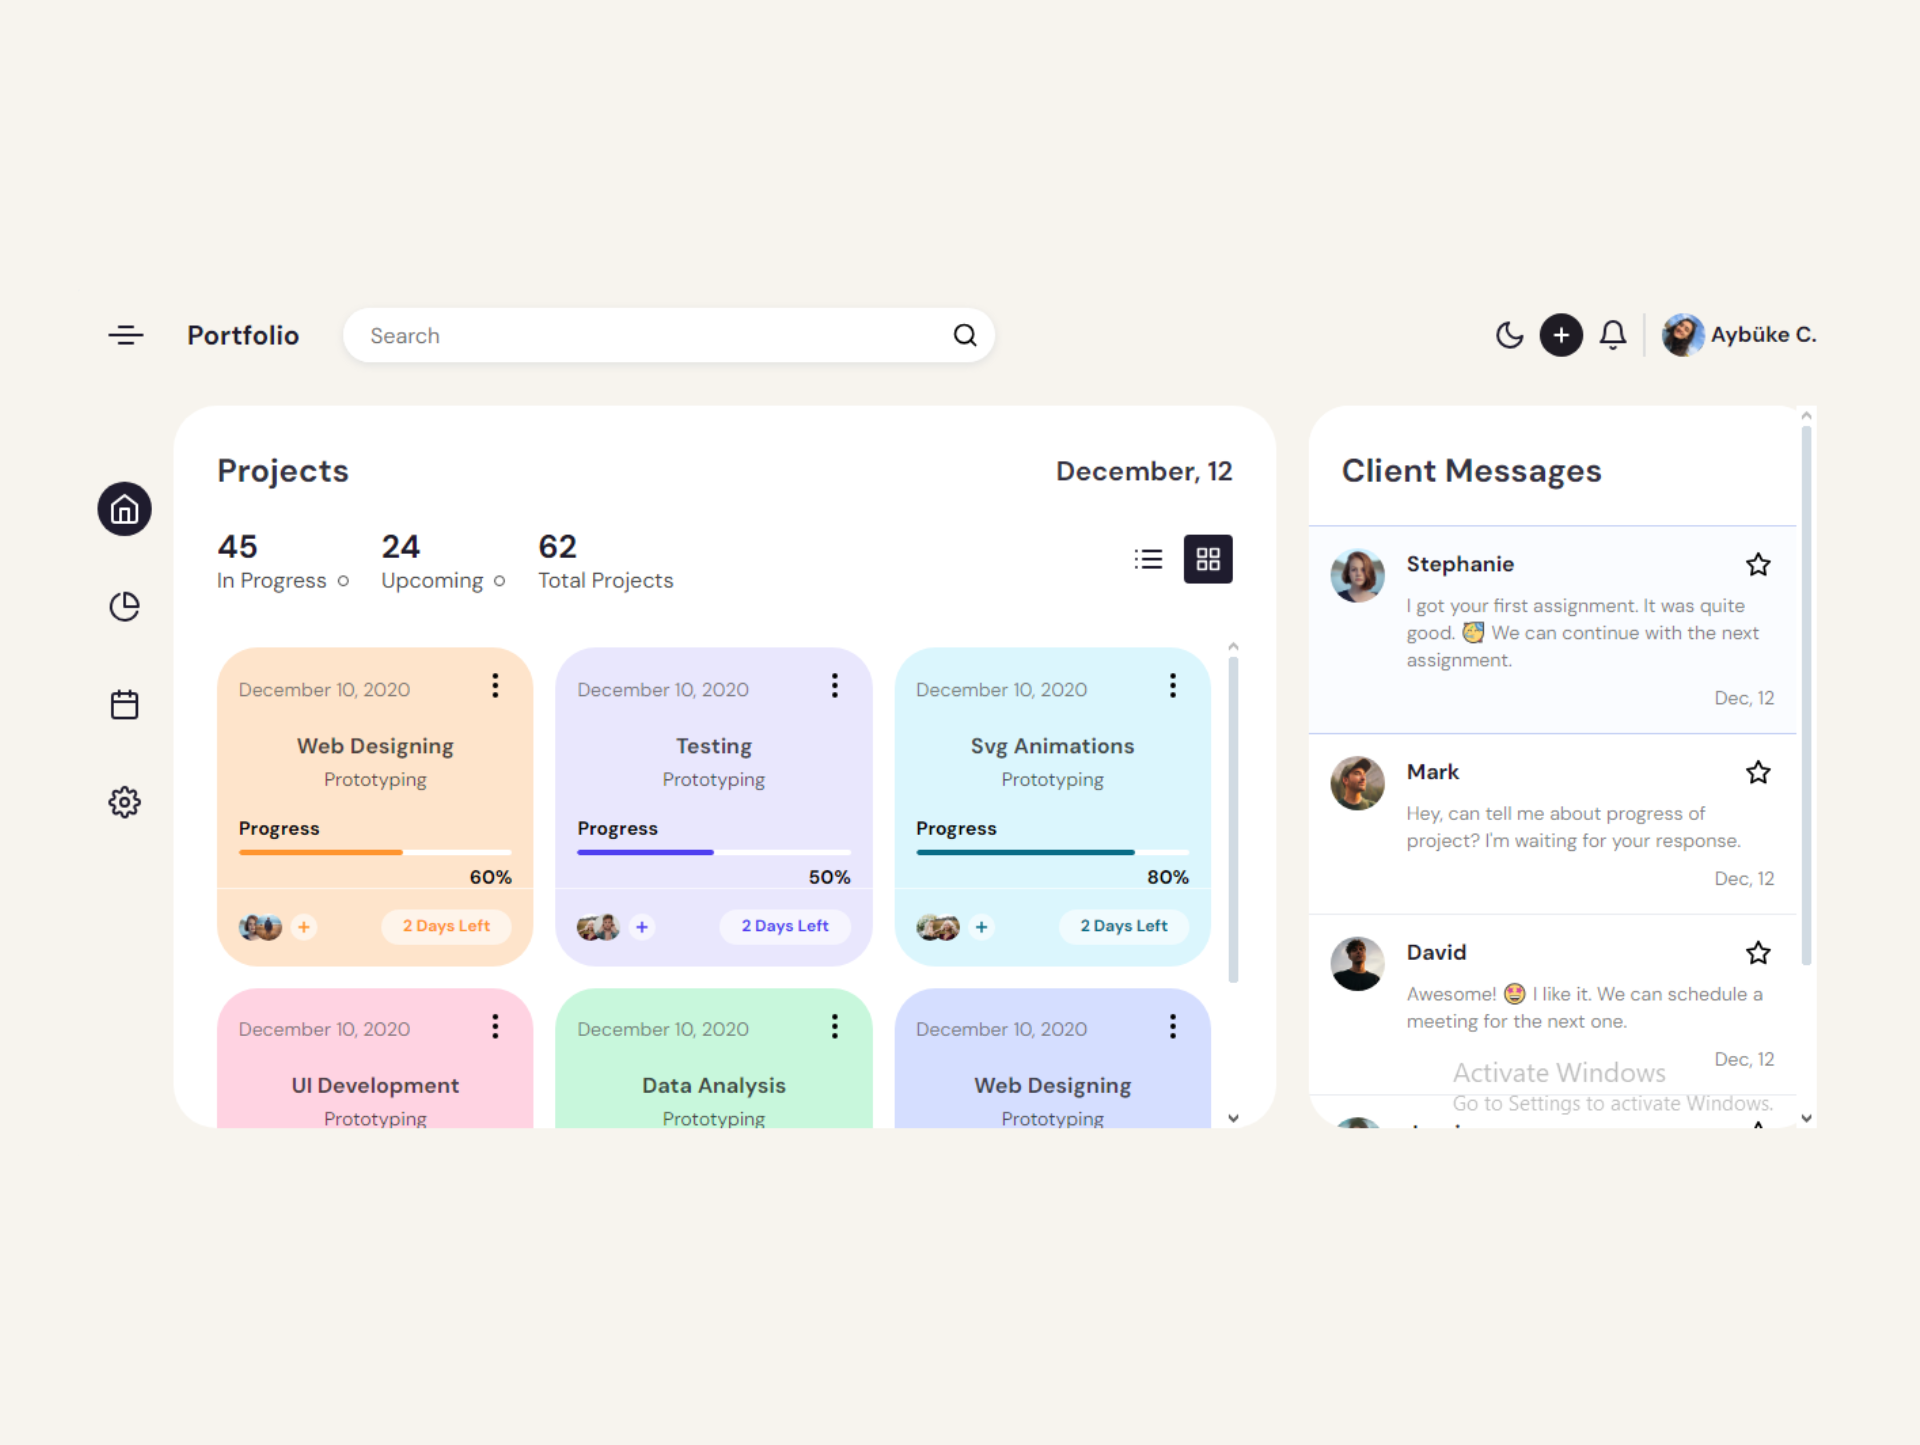 Portfolio
Search
Aybüke C.
Projects
December, 12
45
In Progress
24
Upcoming
62
Total Projects
December 10, 2020
Web Designing
Prototyping
Progress
60%
2 Days Left
December 10, 2020
Testing
Prototyping
Progress
50%
2 Days Left
December 10, 2020
Svg Animations
Prototyping
Progress
80%
2 Days Left
December 10, 2020
UI Development
Prototyping
December 10, 2020
Data Analysis
Prototyping
December 10, 2020
Web Designing
Prototyping
Client Messages
Stephanie
I got your first assignment. It was quite
good. 🥳 We can continue with the next
assignment.
Dec, 12
Mark
Hey, can tell me about progress of
project? I'm waiting for your response.
Dec, 12
David
Awesome! 🤩 I like it. We can schedule a
meeting for the next one.
Dec, 12
Activate Windows
Go to Settings to activate Windows.